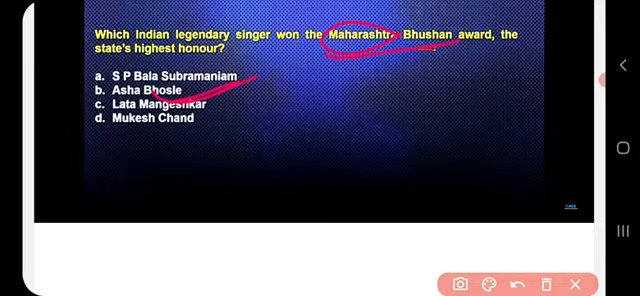 Which Indian legendary singer won the Maharashtra Bhushan award, the
state's highest honour?
a. S P Bala Subramaniam
b. Asha Bhosle
c. Lata Mangeshkar
d. Mukesh Chand